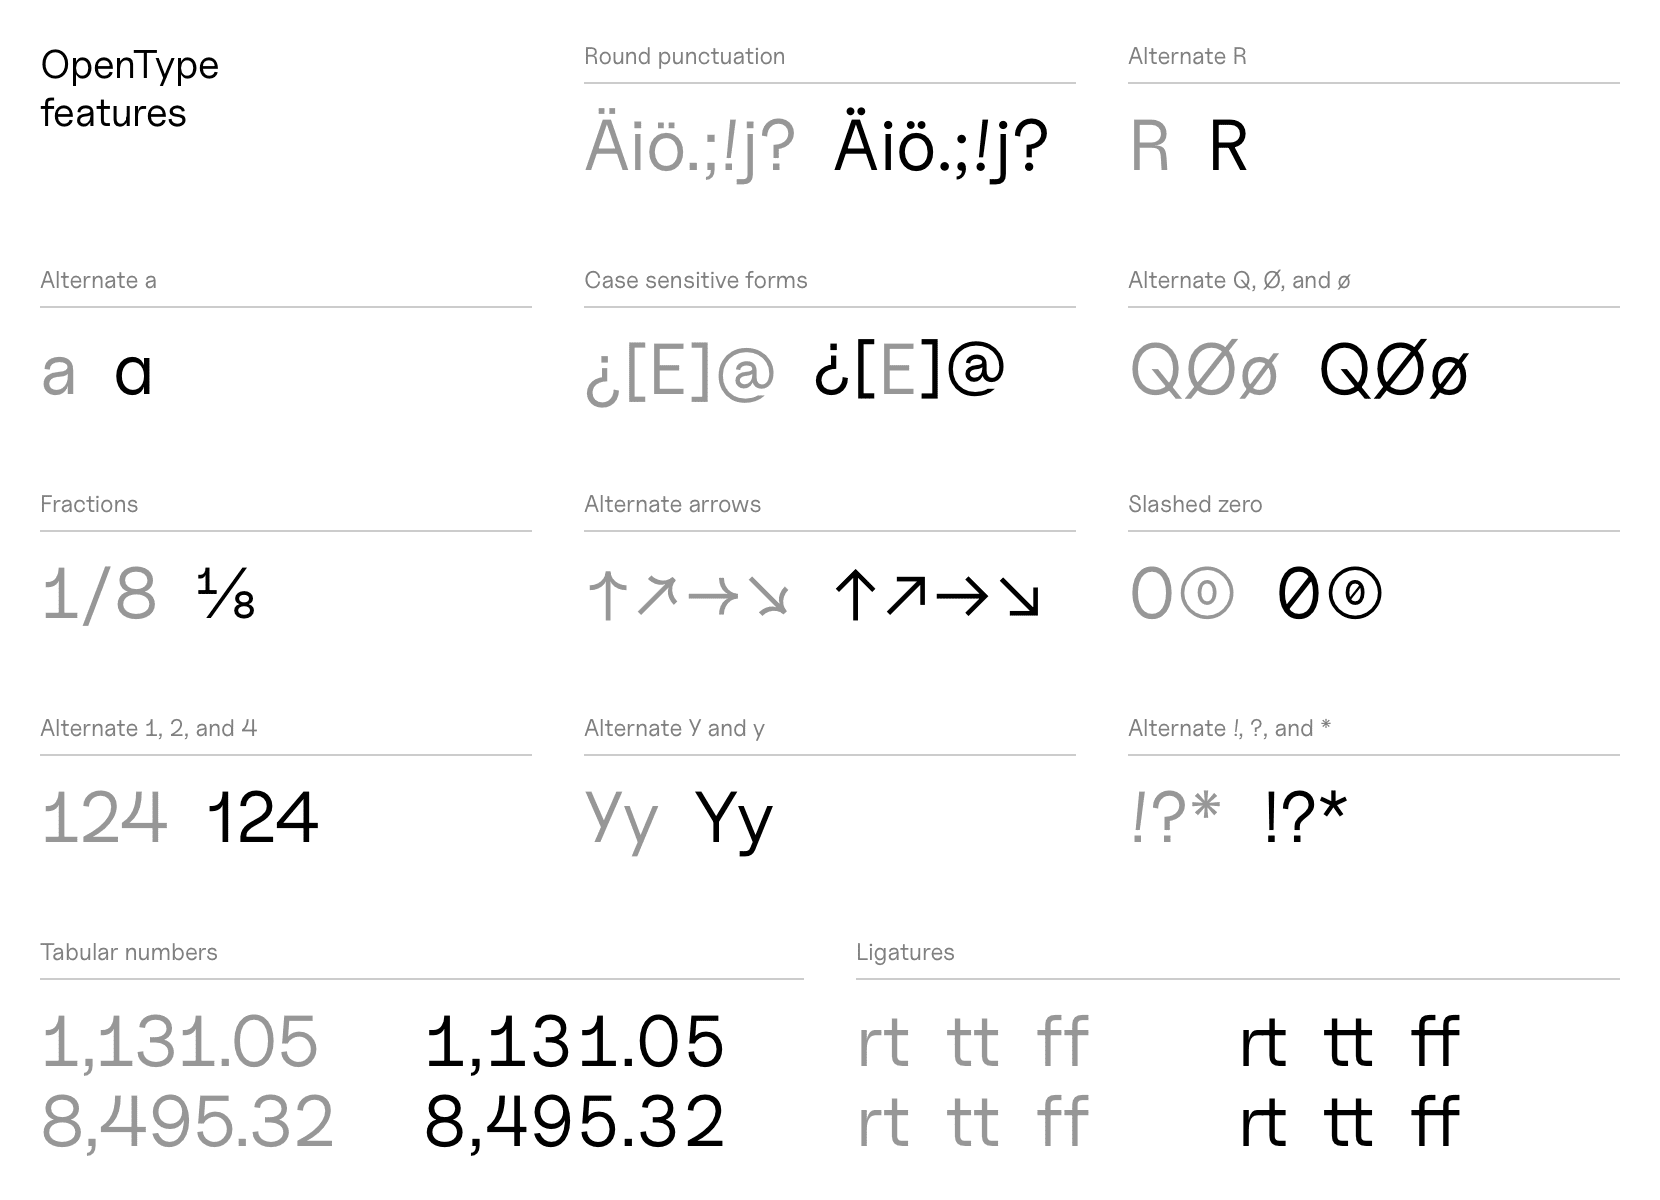 OpenType
features
Round punctuation
Äiö.;!j? Äiö.;!j?
Alternate R
R R
Alternate a
a ɑ
Case sensitive forms
¿[E]@ ¿[E]@
Alternate Q, Ø, and ø
QØø QØø
Fractions
1/8 ⅛
Alternate arrows
↑↗→↘ ↑↗→↘
Slashed zero
0⓪ 0⓪
Alternate 1, 2, and 4
124 124
Alternate Y and y
Yy Yy
Alternate !, ?, and *
!?* !?*
Tabular numbers
1,131.05 1,131.05
8,495.32 8,495.32
Ligatures
rt tt ff rt tt ff
rt tt ff rt tt ff